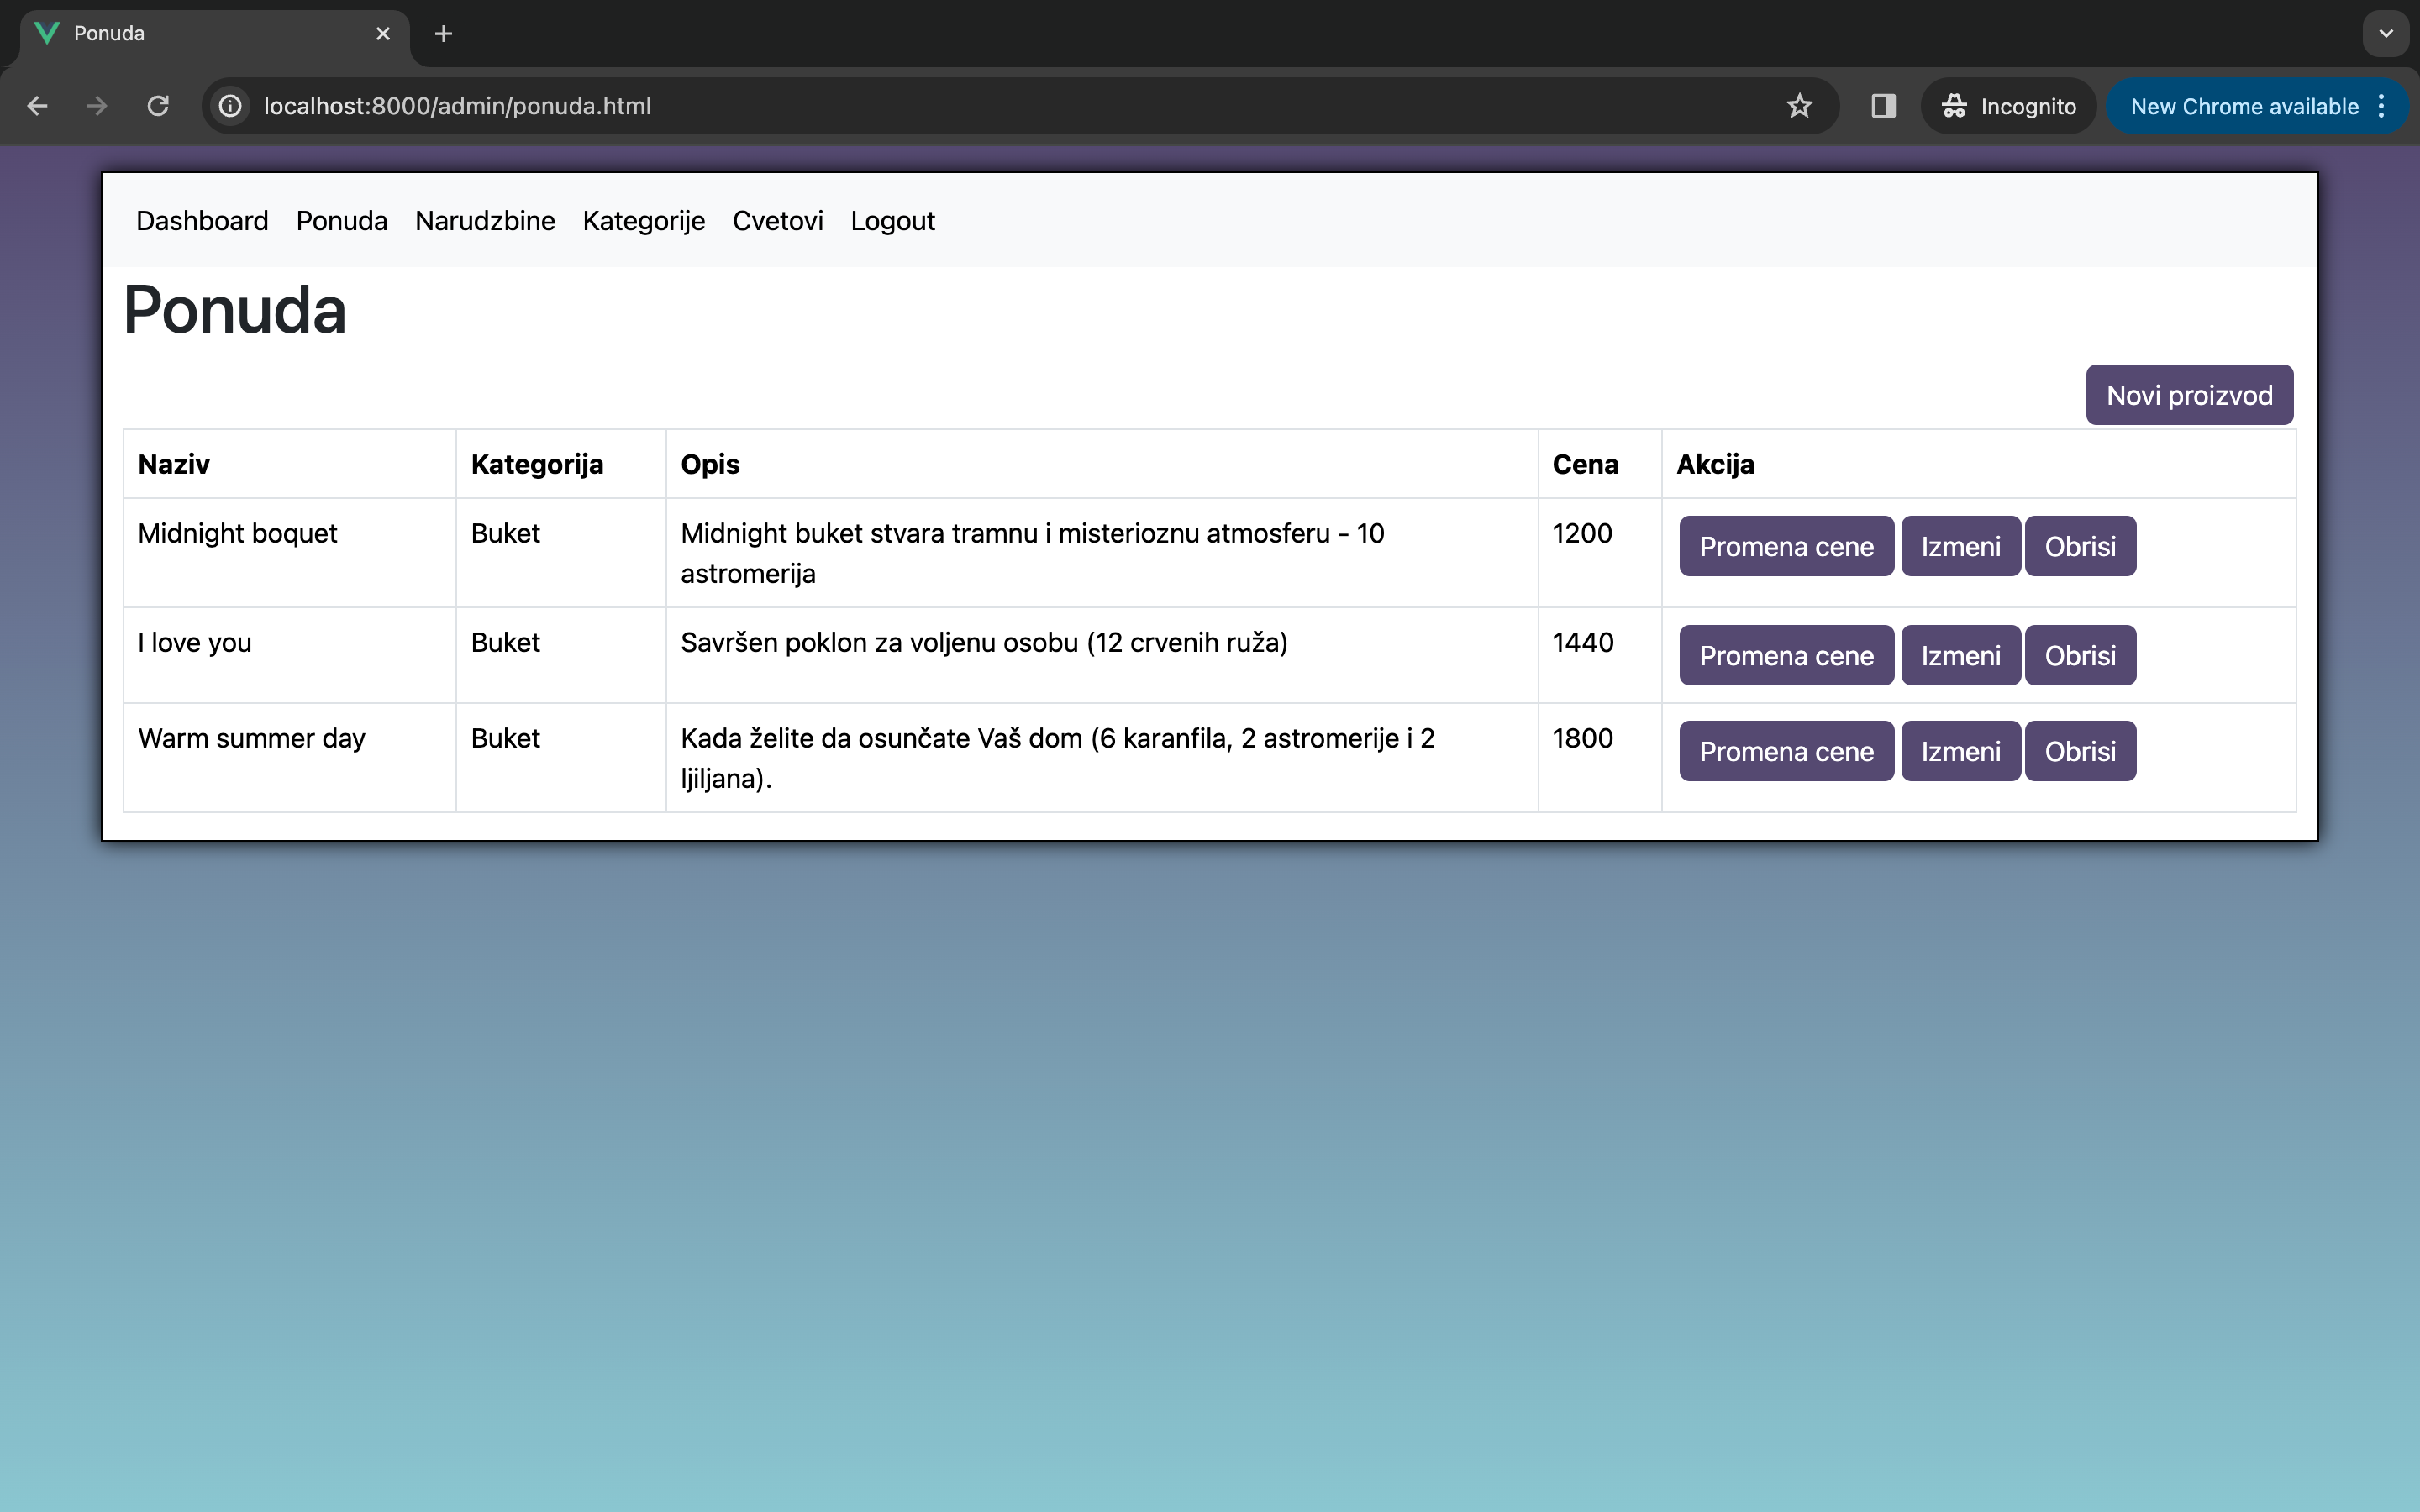 Ponuda
localhost:8000/admin/ponuda.html
Incognito
New Chrome available
Dashboard Ponuda Narudzbine Kategorije Cvetovi Logout
Ponuda
Novi proizvod
Naziv Kategorija Opis Cena Akcija
Midnight boquet Buket Midnight buket stvara tramnu i misterioznu atmosferu - 10 1200 Promena cene Izmeni Obrisi
astromerija
I love you Buket Savršen poklon za voljenu osobu (12 crvenih ruža) 1440 Promena cene Izmeni Obrisi
Warm summer day Buket Kada želite da osunčate Vaš dom (6 karanfila, 2 astromerije i 2 1800 Promena cene Izmeni Obrisi
ljiljana).